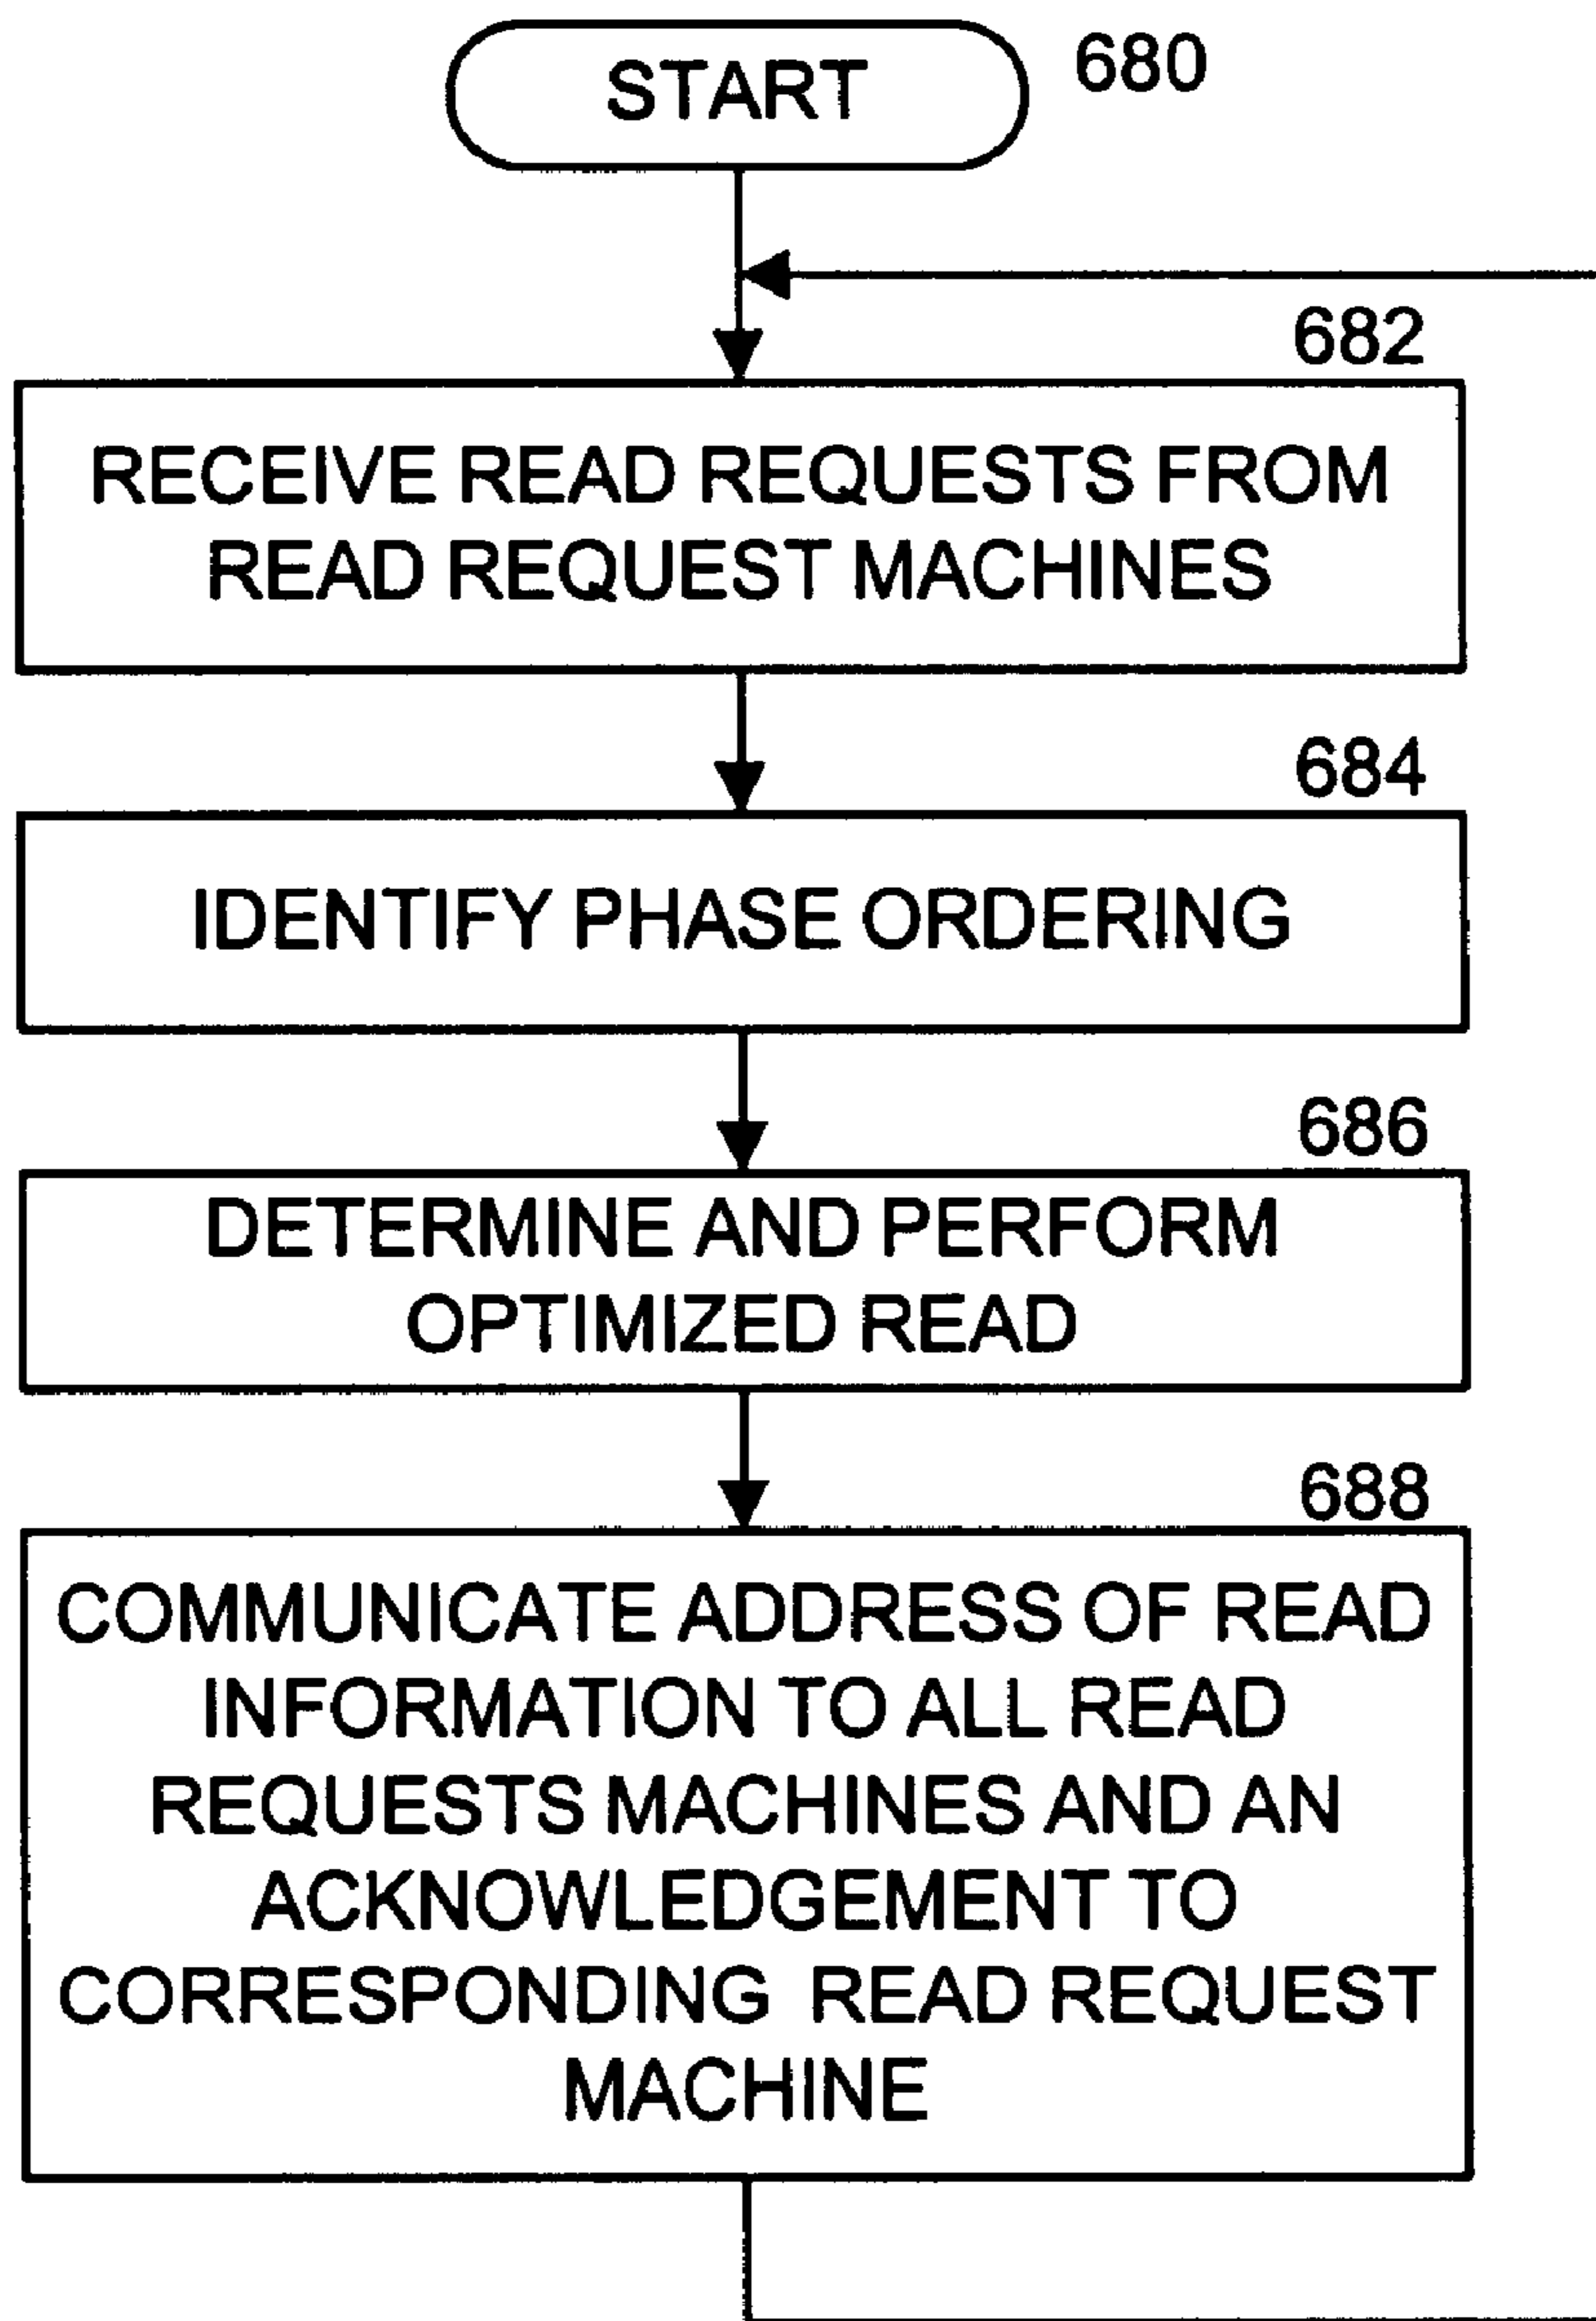 START
680
682
RECEIVE READ REQUESTS FROM
READ REQUEST MACHINES
684
IDENTIFY PHASE ORDERING
686
DETERMINE AND PERFORM
OPTIMIZED READ
688
COMMUNICATE ADDRESS OF READ
INFORMATION TO ALL READ
REQUESTS MACHINES AND AN
ACKNOWLEDGEMENT TO
CORRESPONDING READ REQUEST
MACHINE